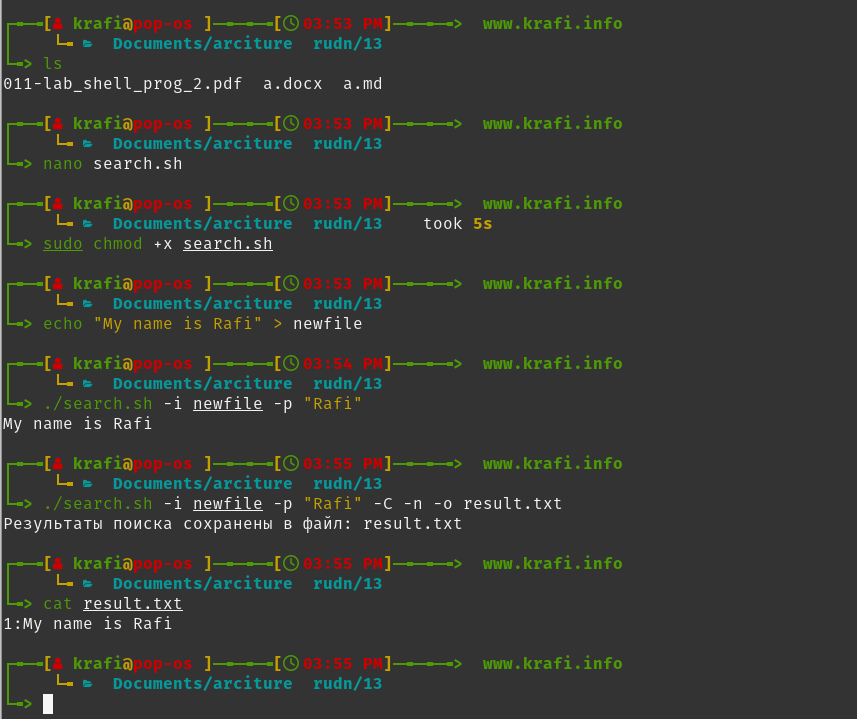 [ krafi@pop-os ] [ 03:53 PM] > www.krafi.info
Documents/arciture rudn/13
> ls
011-lab_shell_prog_2.pdf a.docx a.md
[ krafi@pop-os ] [ 03:53 PM] > www.krafi.info
Documents/arciture rudn/13
> nano search.sh
[ krafi@pop-os ] [ 03:53 PM] > www.krafi.info
Documents/arciture rudn/13 took 5s
> sudo chmod +x search.sh
[ krafi@pop-os ] [ 03:53 PM] > www.krafi.info
Documents/arciture rudn/13
> echo "My name is Rafi" > newfile
[ krafi@pop-os ] [ 03:54 PM] > www.krafi.info
Documents/arciture rudn/13
> ./search.sh -i newfile -p "Rafi"
My name is Rafi
[ krafi@pop-os ] [ 03:55 PM] > www.krafi.info
Documents/arciture rudn/13
> ./search.sh -i newfile -p "Rafi" -C -n -o result.txt
Результаты поиска сохранены в файл: result.txt
[ krafi@pop-os ] [ 03:55 PM] > www.krafi.info
Documents/arciture rudn/13
> cat result.txt
1:My name is Rafi
[ krafi@pop-os ] [ 03:55 PM] > www.krafi.info
Documents/arciture rudn/13
>